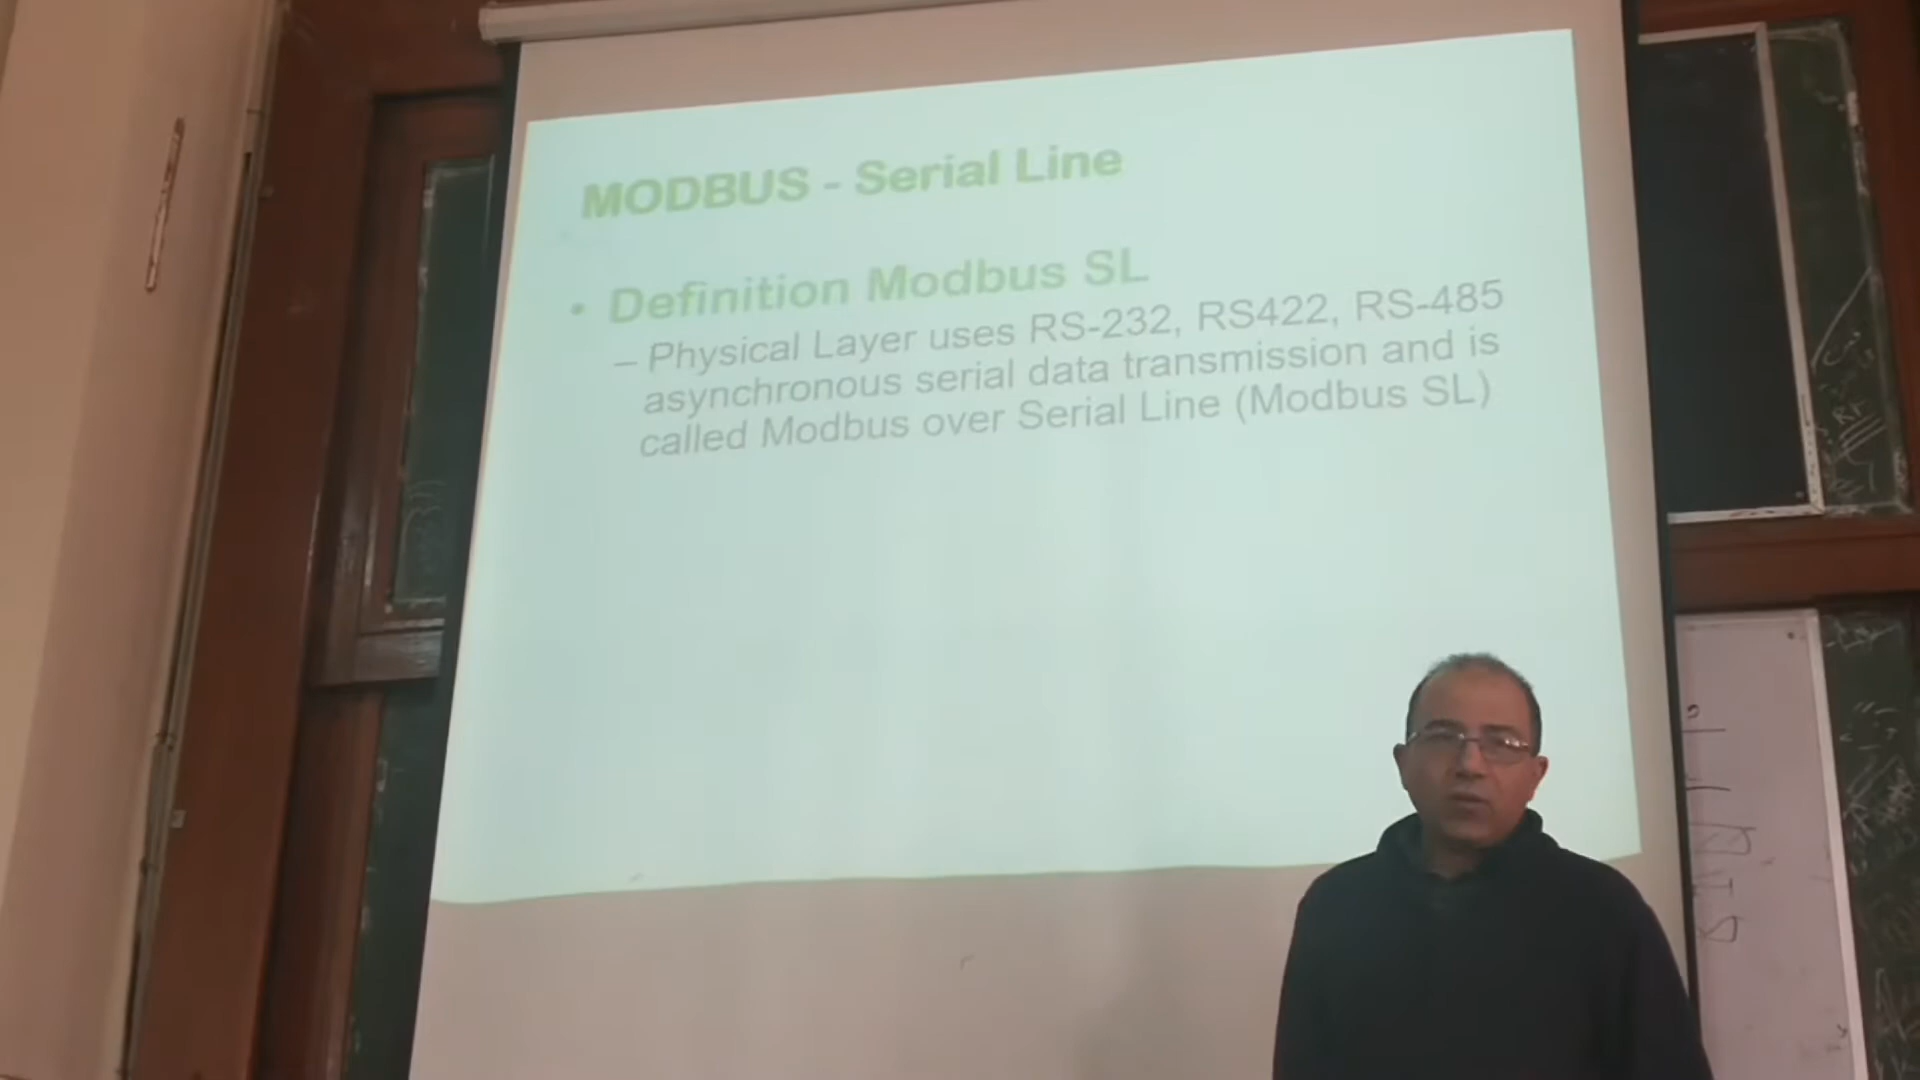 MODBUS - Serial Line
• Definition Modbus SL
– Physical Layer uses RS-232, RS422, RS-485
asynchronous serial data transmission and is
called Modbus over Serial Line (Modbus SL)